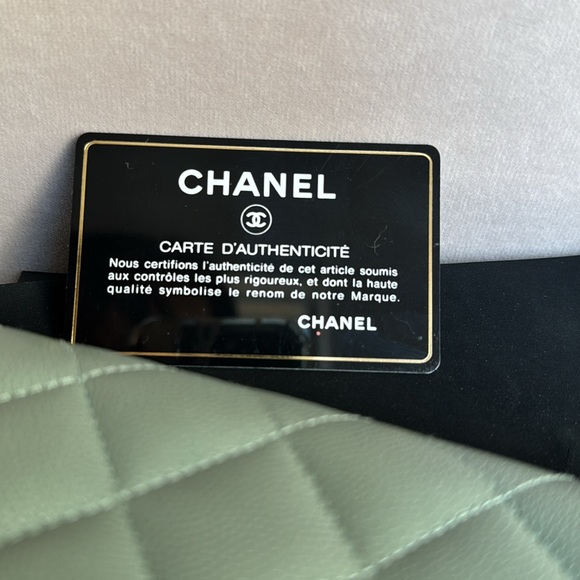 CHANEL
CARTE D'AUTHENTICITÉ
Nous certifions l'authenticité de cet article soumis
aux contrôles les plus rigoureux, et dont la haute
qualité symbolise le renom de notre Marque.
CHANEL